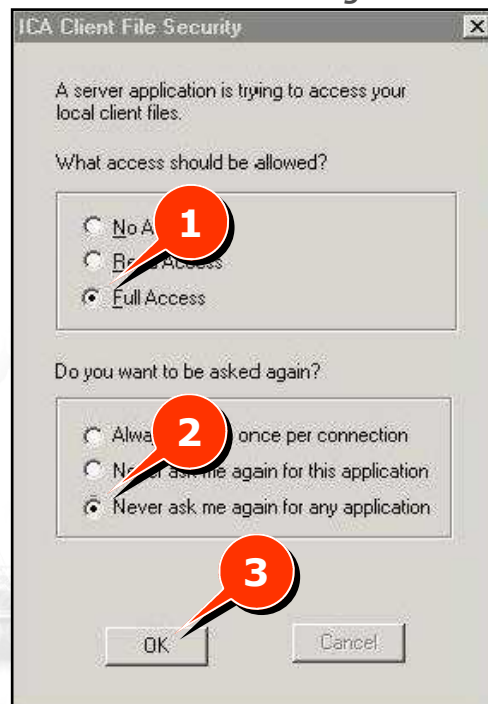 ICA Client File Security
A server application is trying to access your
local client files.
What access should be allowed?
1
No A
Access
Full Access
Do you want to be asked again?
2
once per connection
me again for this application
Never ask me again for any application
3
OK
Cancel